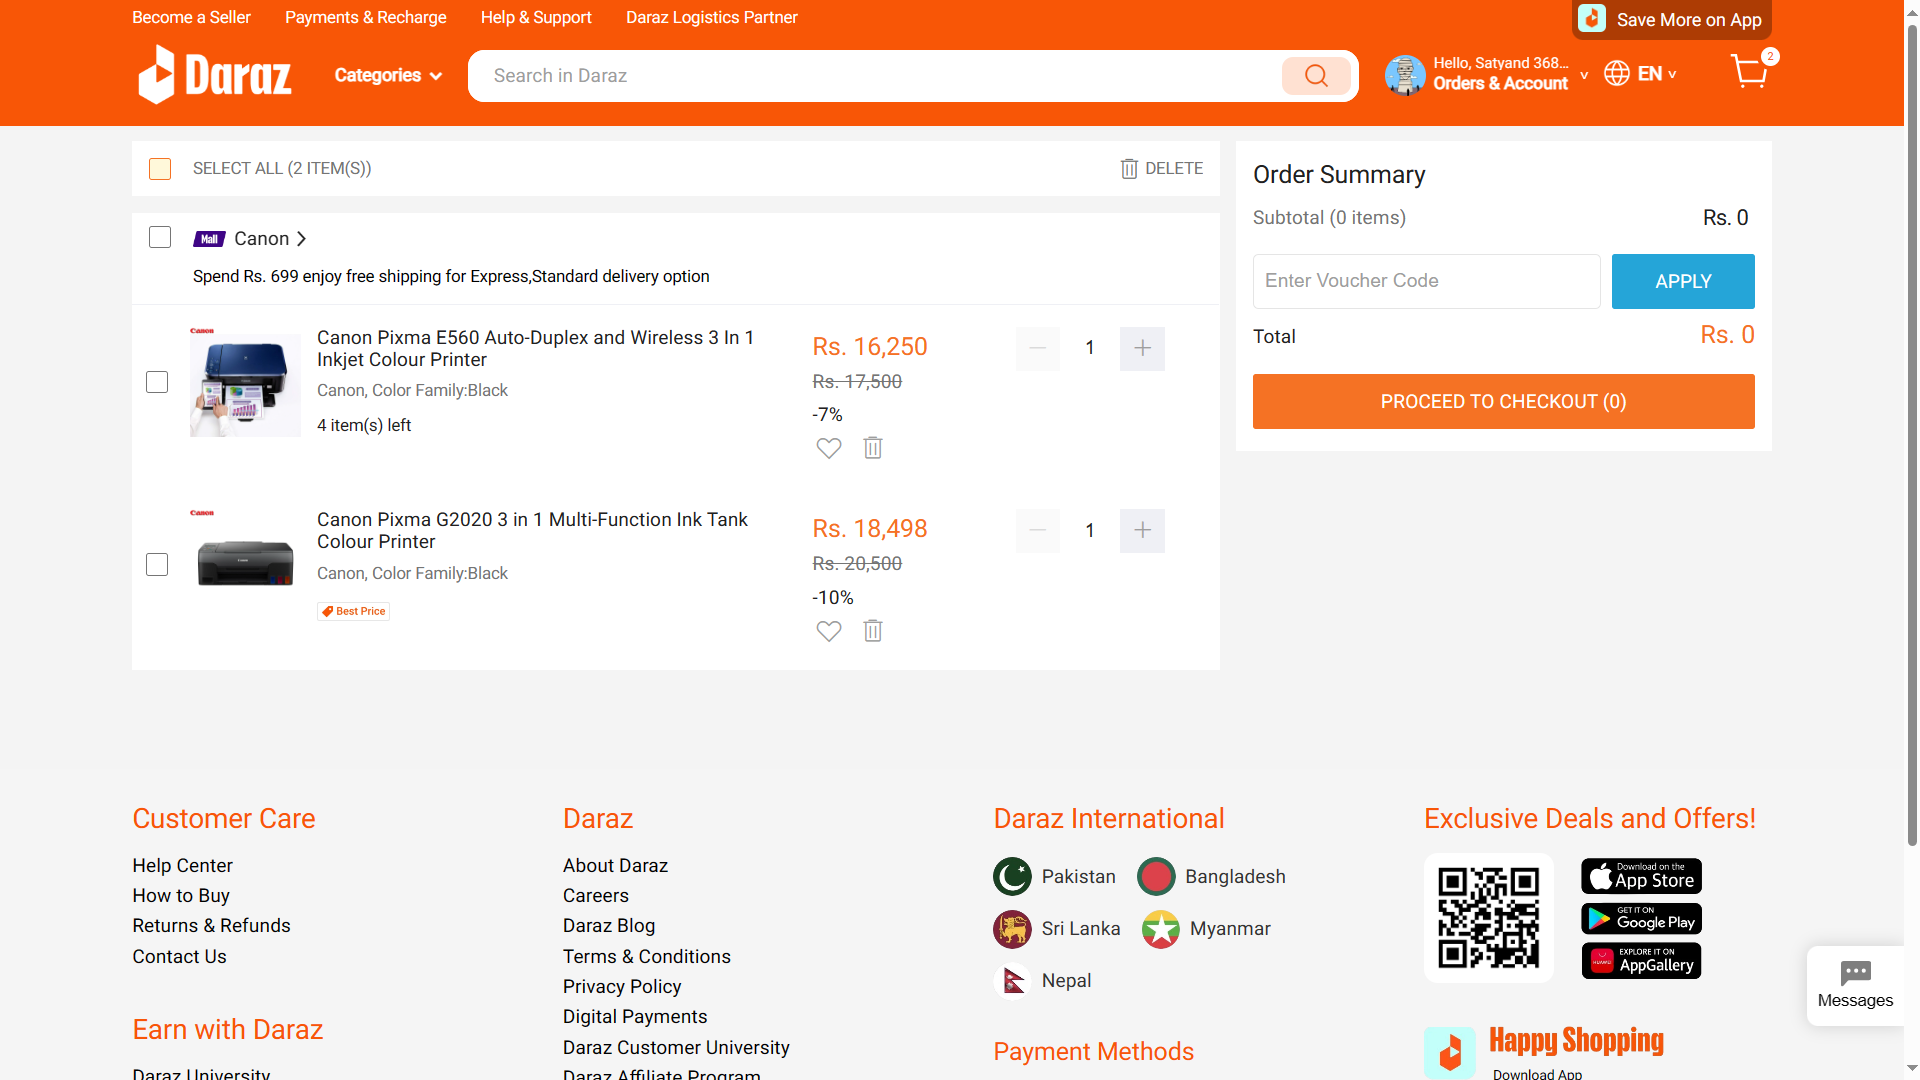 Become a Seller
Payments & Recharge
Help & Support
Daraz Logistics Partner
Save More on App
Daraz
Categories
Search in Daraz
Hello, Satyand 368...
Orders & Account
EN
2
SELECT ALL (2 ITEM(S))
DELETE
Mall Canon
Spend Rs. 699 enjoy free shipping for Express,Standard delivery option
Canon
Canon Pixma E560 Auto-Duplex and Wireless 3 In 1
Inkjet Colour Printer
Canon, Color Family:Black
4 item(s) left
Rs. 16,250
Rs. 17,500
-7%
1
Canon
Canon Pixma G2020 3 in 1 Multi-Function Ink Tank
Colour Printer
Canon, Color Family:Black
Best Price
Rs. 18,498
Rs. 20,500
-10%
1
Order Summary
Subtotal (0 items)
Rs. 0
Enter Voucher Code
APPLY
Total
Rs. 0
PROCEED TO CHECKOUT (0)
Customer Care
Help Center
How to Buy
Returns & Refunds
Contact Us
Earn with Daraz
Daraz University
Daraz
About Daraz
Careers
Daraz Blog
Terms & Conditions
Privacy Policy
Digital Payments
Daraz Customer University
Daraz Affiliate Program
Daraz International
Pakistan
Bangladesh
Sri Lanka
Myanmar
Nepal
Payment Methods
Exclusive Deals and Offers!
Download on the
App Store
GET IT ON
Google Play
EXPLORE IT ON
AppGallery
HUAWEI
Happy Shopping
Download App
Messages